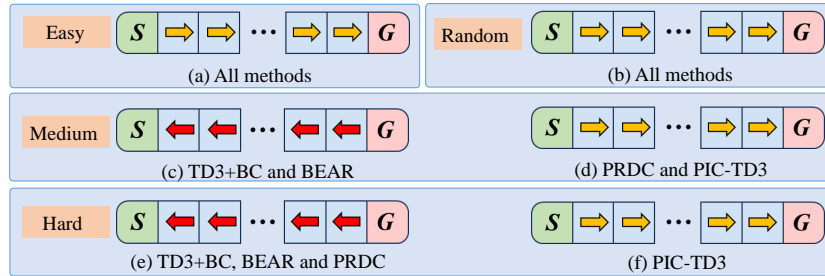 Easy S ... G Random S ... G
(a) All methods (b) All methods
Medium S ... G S ... G
(c) TD3+BC and BEAR (d) PRDC and PIC-TD3
Hard S ... G S ... G
(e) TD3+BC, BEAR and PRDC (f) PIC-TD3